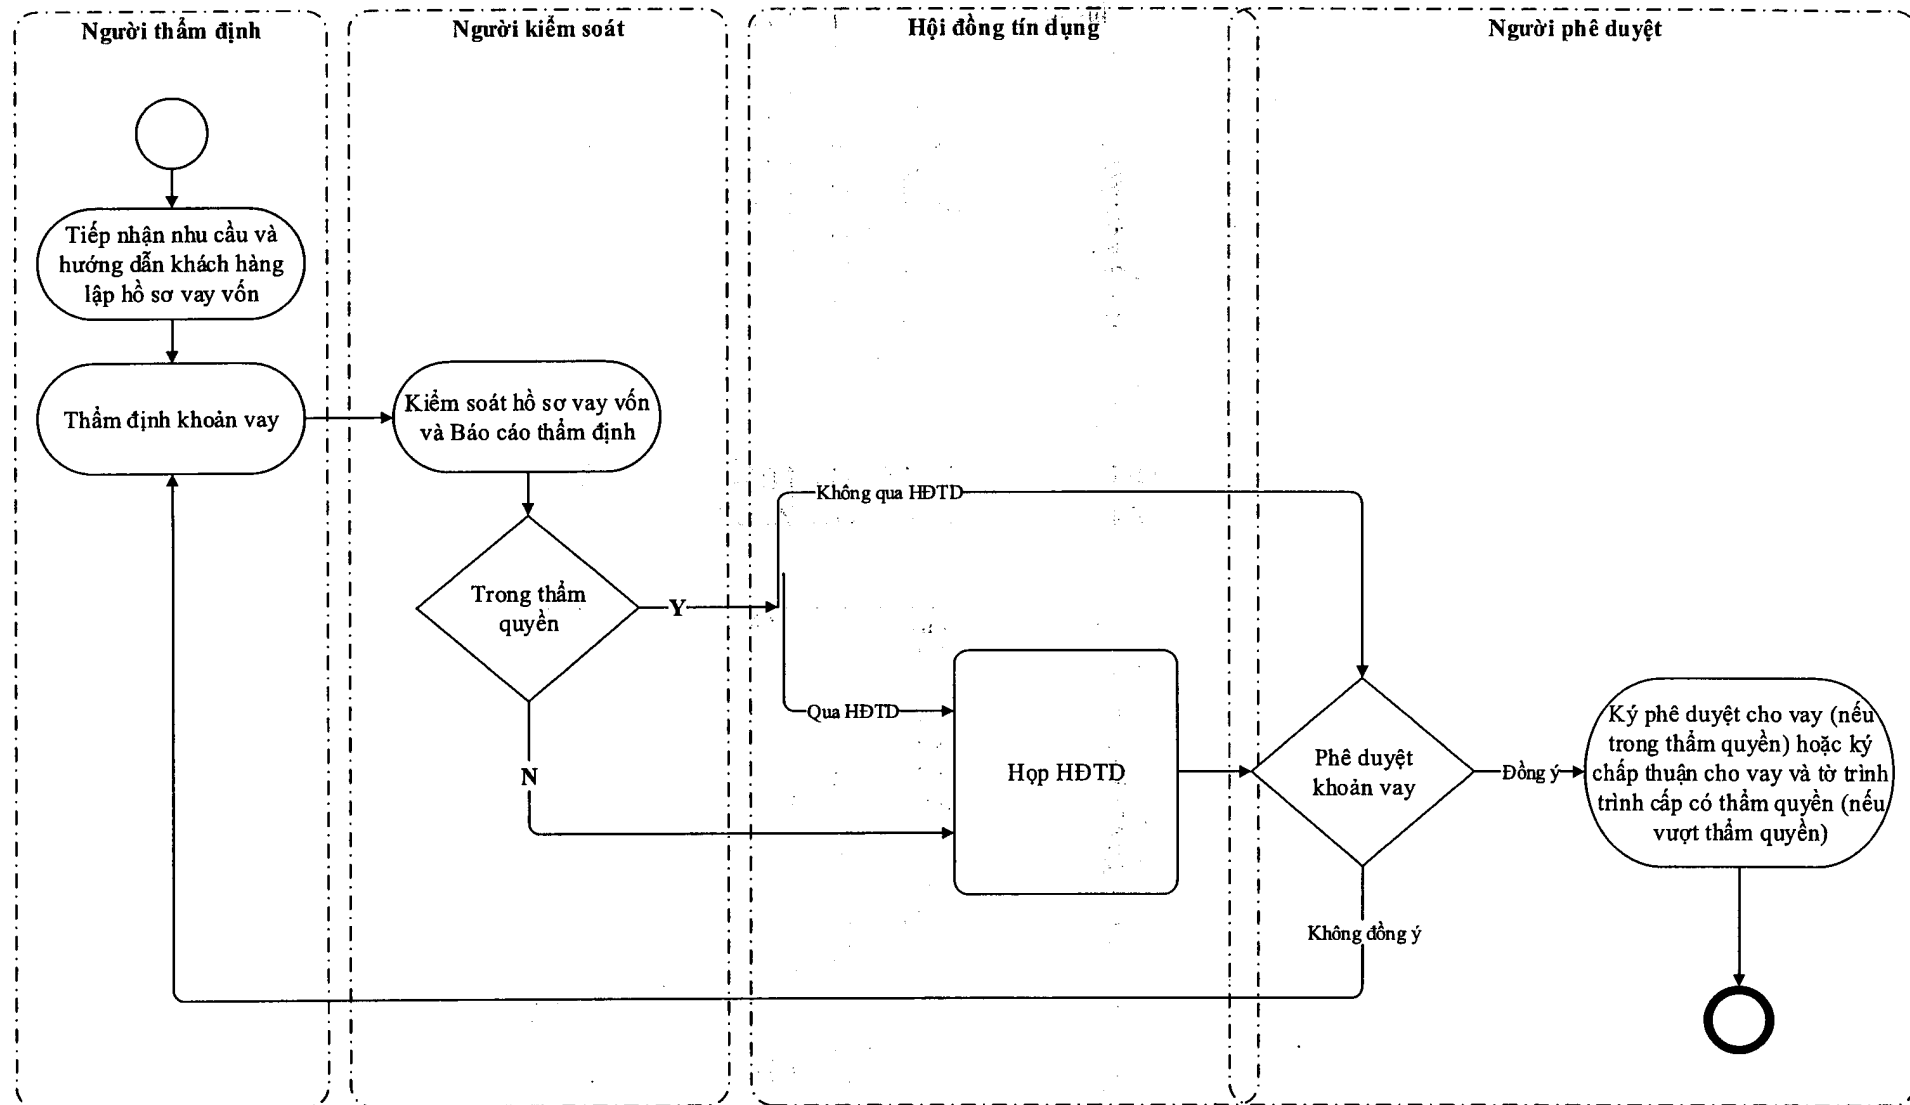 Người thẩm định
Người kiểm soát
Hội đồng tín dụng
Người phê duyệt
Tiếp nhận nhu cầu và
hướng dẫn khách hàng
lập hồ sơ vay vốn
Thẩm định khoản vay
Kiểm soát hồ sơ vay vốn
và Báo cáo thẩm định
Không qua HĐTD
Trong thẩm
quyền
Y
Qua HĐTD
N
Họp HĐTD
Phê duyệt
khoản vay
Đồng ý
Ký phê duyệt cho vay (nếu
trong thẩm quyền) hoặc ký
chấp thuận cho vay và tờ trình
trình cấp có thẩm quyền (nếu
vượt thẩm quyền)
Không đồng ý